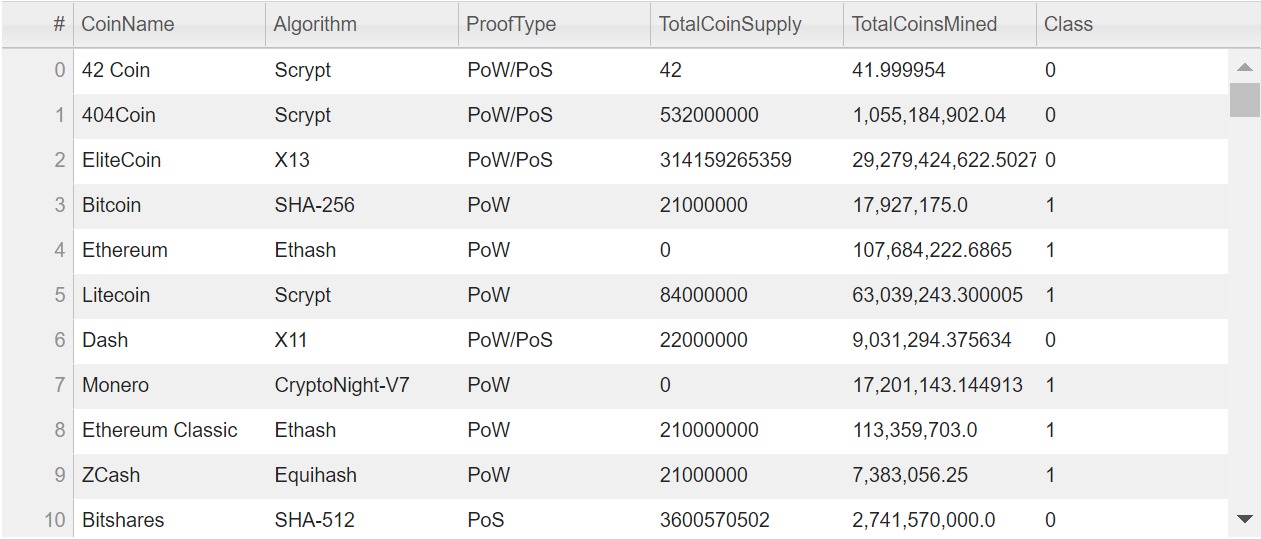 # CoinName Algorithm ProofType TotalCoinSupply TotalCoinsMined Class
0 42 Coin Scrypt PoW/PoS 42 41.999954 0
1 404Coin Scrypt PoW/PoS 532000000 1,055,184,902.04 0
2 EliteCoin X13 PoW/PoS 314159265359 29,279,424,622.5027 0
3 Bitcoin SHA-256 PoW 21000000 17,927,175.0 1
4 Ethereum Ethash PoW 0 107,684,222.6865 1
5 Litecoin Scrypt PoW 84000000 63,039,243.300005 1
6 Dash X11 PoW/PoS 22000000 9,031,294.375634 0
7 Monero CryptoNight-V7 PoW 0 17,201,143.144913 1
8 Ethereum Classic Ethash PoW 210000000 113,359,703.0 1
9 ZCash Equihash PoW 21000000 7,383,056.25 1
10 Bitshares SHA-512 PoS 3600570502 2,741,570,000.0 0